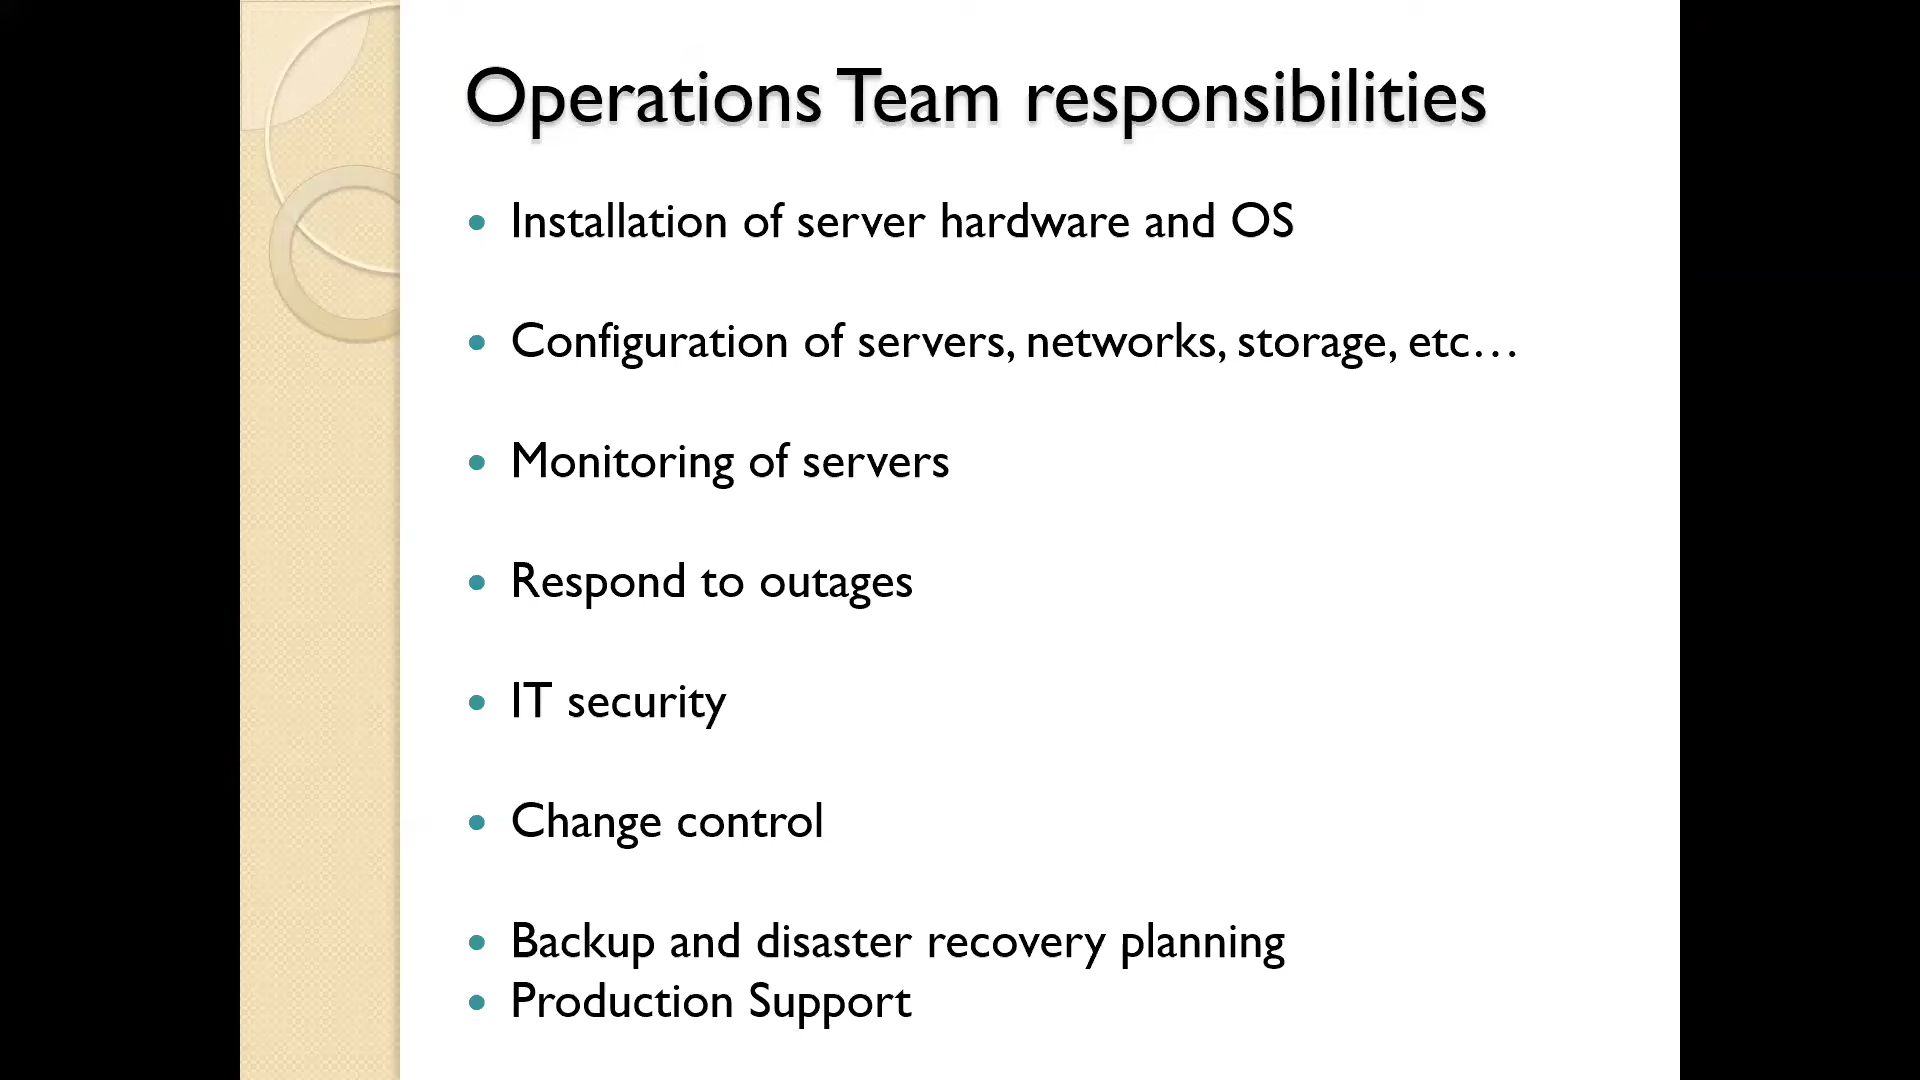 Operations Team responsibilities
• Installation of server hardware and OS
• Configuration of servers, networks, storage, etc…
• Monitoring of servers
• Respond to outages
• IT security
• Change control
• Backup and disaster recovery planning
• Production Support